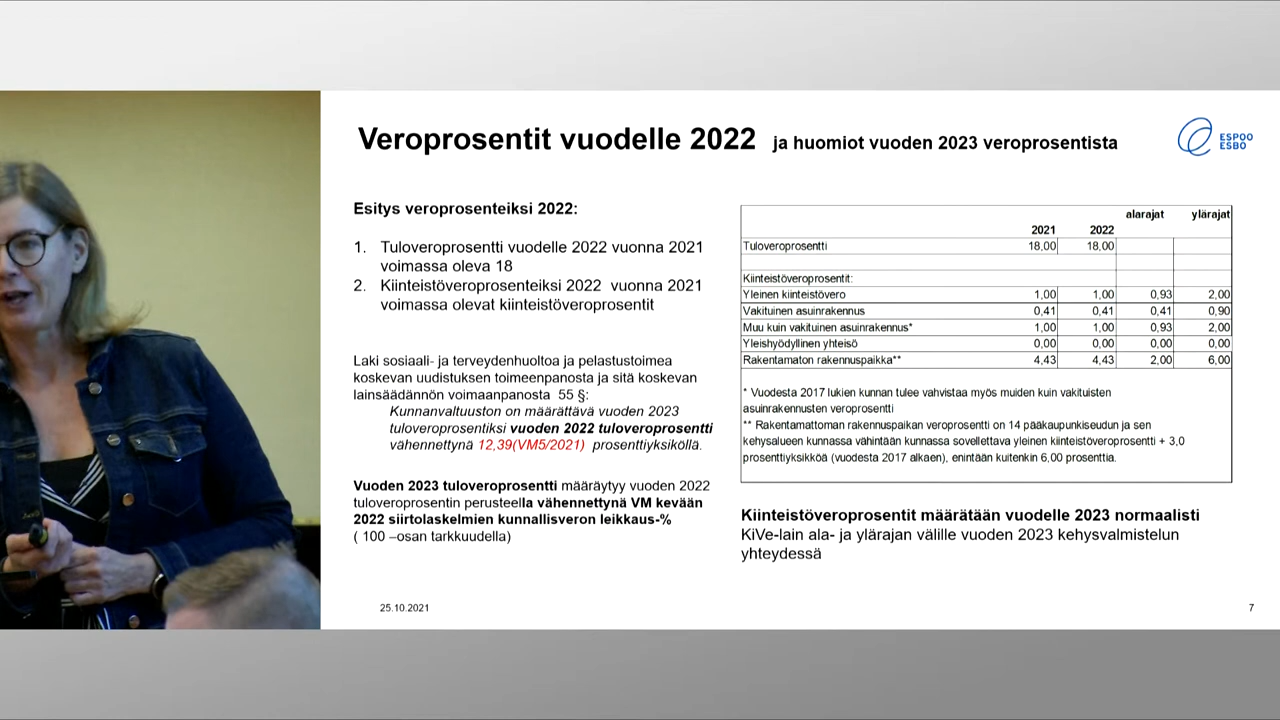 Veroprosentit vuodelle 2022 ja huomiot vuoden 2023 veroprosentista
ESPOO
ESBO
Esitys veroprosenteiksi 2022:
1. Tuloveroprosentti vuodelle 2022 vuonna 2021
voimassa oleva 18
2. Kiinteistöveroprosenteiksi 2022 vuonna 2021
voimassa olevat kiinteistöveroprosentit
Laki sosiaali- ja terveydenhuoltoa ja pelastustoimea
koskevan uudistuksen toimeenpanosta ja sitä koskevan
lainsäädännön voimaanpanosta 55 §:
Kunnanvaltuuston on määrättävä vuoden 2023
tuloveroprosentiksi vuoden 2022 tuloveroprosentti
vähennettynä 12,39(VM5/2021) prosenttiyksiköllä.
Vuoden 2023 tuloveroprosentti määräytyy vuoden 2022
tuloveroprosentin perusteella vähennettynä VM kevään
2022 siirtolaskelmien kunnallisveron leikkaus-%
( 100 –osan tarkkuudella)
alarajat ylärajat
2021 2022
Tuloveroprosentti 18,00 18,00
Kiinteistöveroprosentit:
Yleinen kiinteistövero 1,00 1,00 0,93 2,00
Vakituinen asuinrakennus 0,41 0,41 0,41 0,90
Muu kuin vakituinen asuinrakennus* 1,00 1,00 0,93 2,00
Yleishyödyllinen yhteisö 0,00 0,00 0,00 0,00
Rakentamaton rakennuspaikka** 4,43 4,43 2,00 6,00
* Vuodesta 2017 lukien kunnan tulee vahvistaa myös muiden kuin vakituisten
asuinrakennusten veroprosentti
** Rakentamattoman rakennuspaikan veroprosentti on 14 pääkaupunkiseudun ja sen
kehysalueen kunnassa vähintään kunnassa sovellettava yleinen kiinteistöveroprosentti + 3,0
prosenttiyksikköä (vuodesta 2017 alkaen), enintään kuitenkin 6,00 prosenttia.
Kiinteistöveroprosentit määrätään vuodelle 2023 normaalisti
KiVe-lain ala- ja ylärajan välille vuoden 2023 kehysvalmistelun
yhteydessä
25.10.2021
7